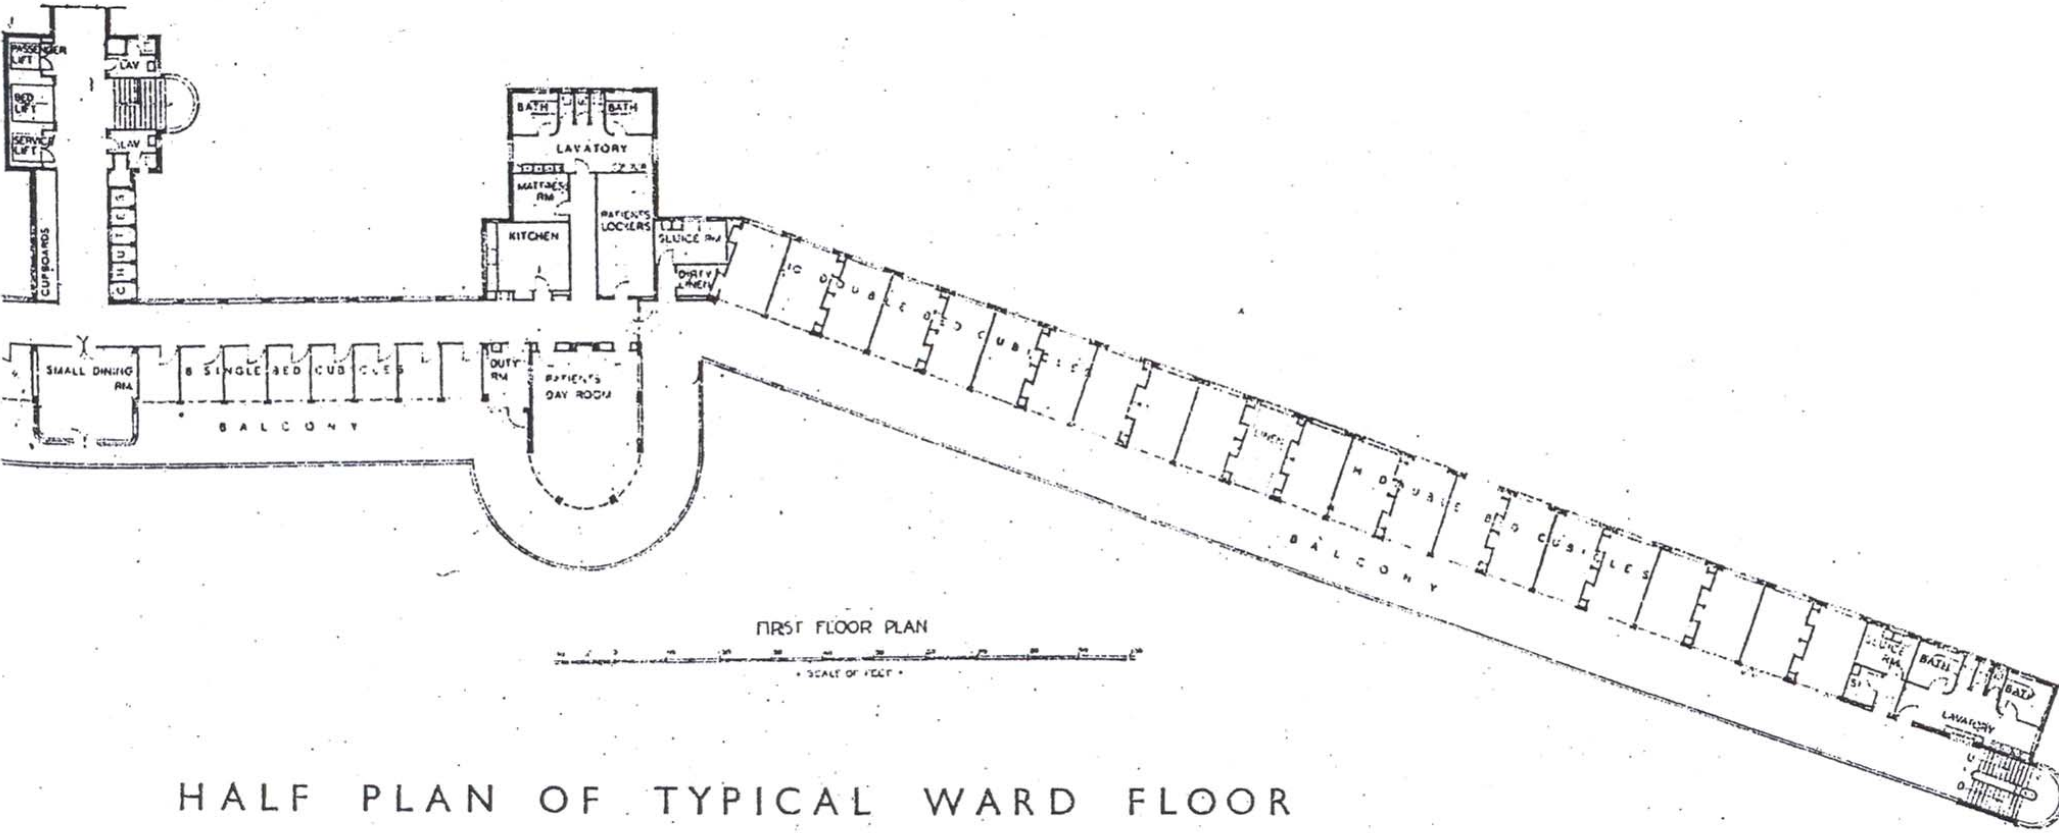 PASSENGER
LIFT
BED
LIFT
SERVICE
LIFT
LAV
LAV
CUPBOARDS
CHUTES
BATH
BATH
LAVATORY
MATTRESS
RM
PATIENTS
LOCKERS
KITCHEN
SLUICE RM
DIRTY
LINEN
10 DOUBLE BED CUBICLES
SMALL DINING
RM
8 SINGLE BED CUBICLES
DUTY
RM
PATIENTS
DAY ROOM
BALCONY
LINEN
DOUBLE BED CUBICLES
BALCONY
SLUICE
RM
BATH
BATH
LAVATORY
FIRST FLOOR PLAN
SCALE OF FEET
HALF PLAN OF TYPICAL WARD FLOOR